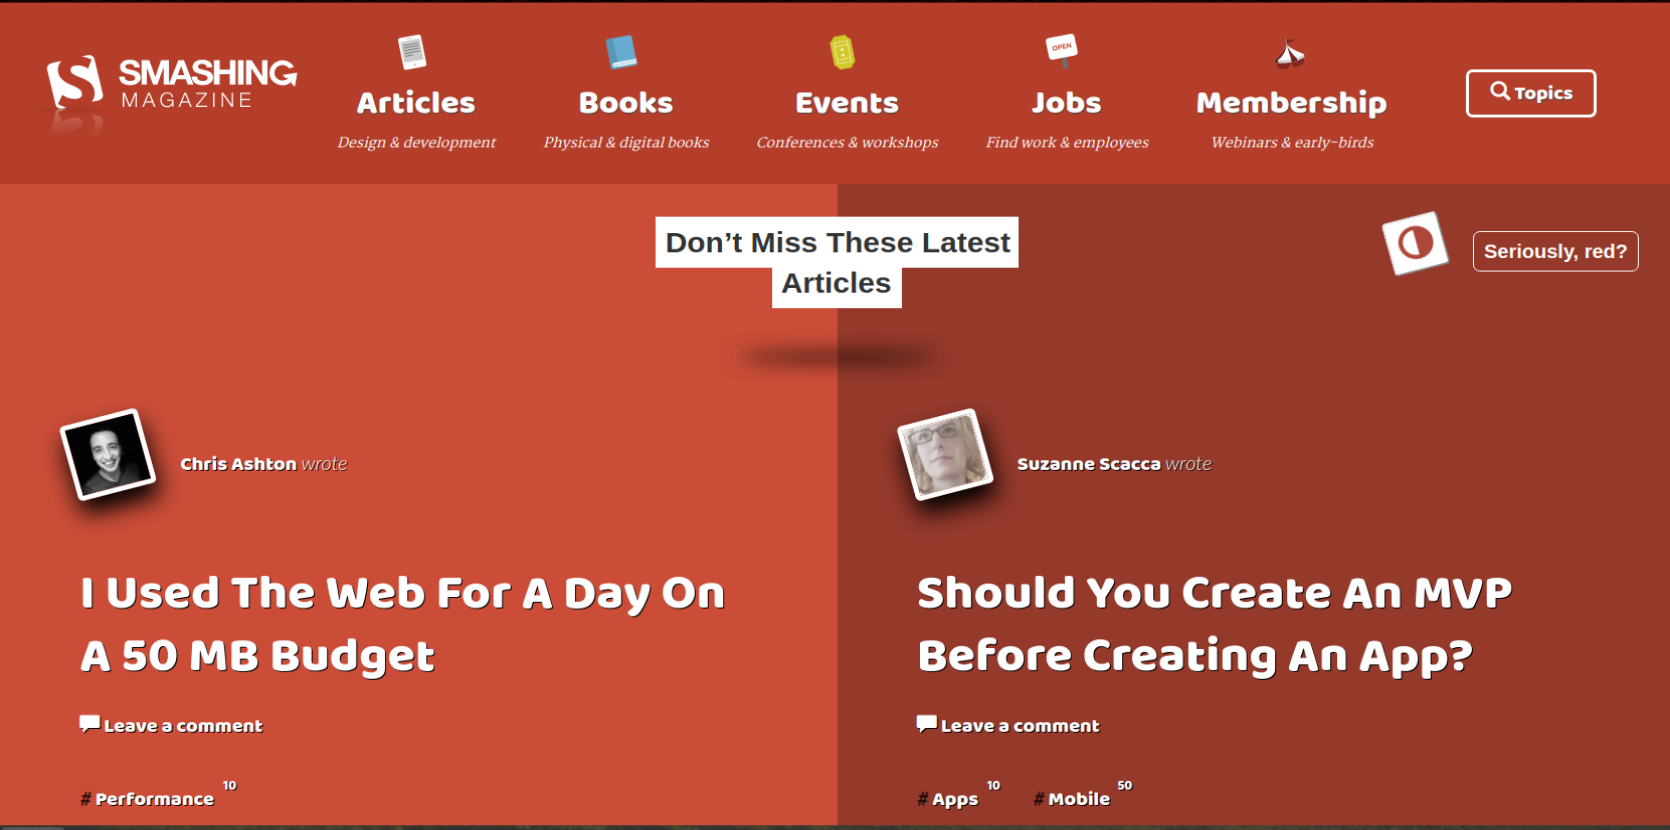 SMASHING
MAGAZINE
Articles
Design & development
Books
Physical & digital books
Events
Conferences & workshops
OPEN
Jobs
Find work & employees
Membership
Webinars & early-birds
Topics
Don’t Miss These Latest
Articles
Seriously, red?
Chris Ashton wrote
I Used The Web For A Day On
A 50 MB Budget
Leave a comment
# Performance 10
Suzanne Scacca wrote
Should You Create An MVP
Before Creating An App?
Leave a comment
# Apps 10 # Mobile 50